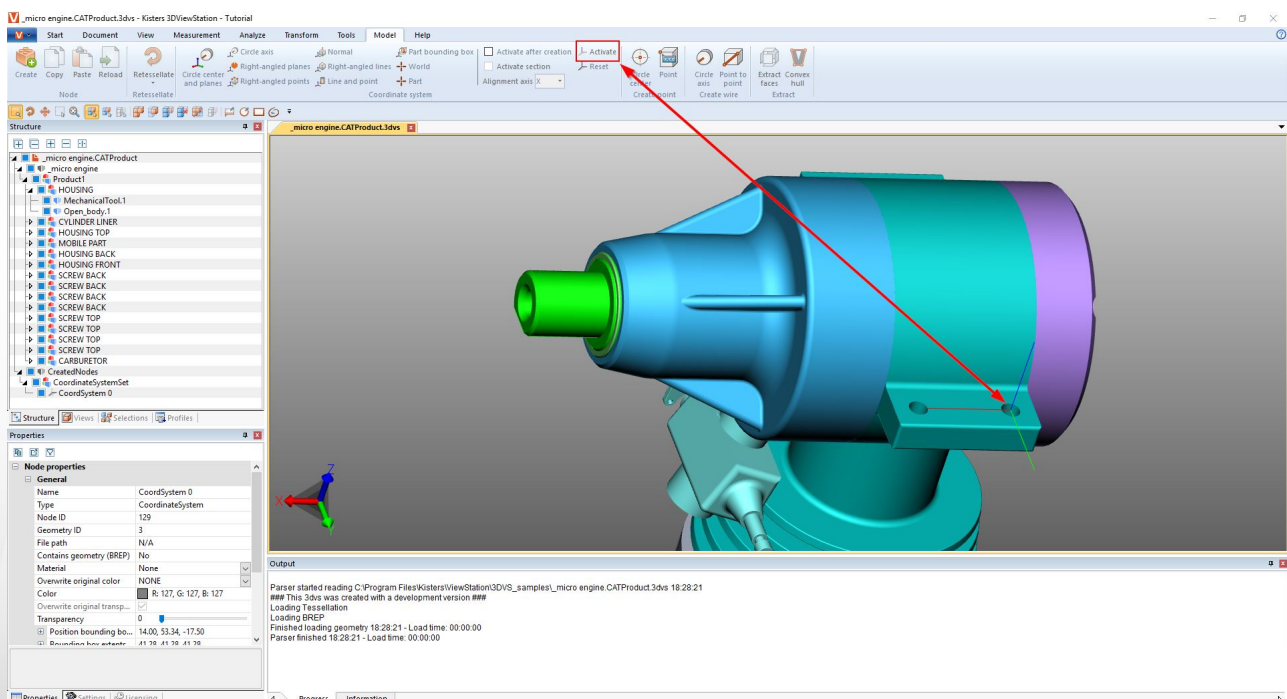 _micro engine.CATProduct.3dvs - Kisters 3DViewStation - Tutorial
Start Document View Measurement Analyze Transform Tools Model Help
Circle axis Normal Part bounding box Activate after creation Activate
Right-angled planes Right-angled lines World Activate section Reset
Right-angled points Line and point Part Alignment axis X
Create Copy Paste Reload Retessellate Circle center and planes Circle center Point Circle axis Point to point Extract faces Convex hull
Node Retessellate Coordinate system Create point Create wire Extract
Structure
_micro engine.CATProduct.3dvs
_micro engine.CATProduct
_micro engine
Product1
HOUSING
MechanicalTool.1
Open_body.1
CYLINDER LINER
HOUSING TOP
MOBILE PART
HOUSING BACK
HOUSING FRONT
SCREW BACK
SCREW BACK
SCREW BACK
SCREW BACK
SCREW TOP
SCREW TOP
SCREW TOP
SCREW TOP
CARBURETOR
CreatedNodes
CoordinateSystemSet
CoordSystem 0
Structure Views Selections Profiles
Properties
Node properties
General
Name CoordSystem 0
Type CoordinateSystem
Node ID 129
Geometry ID 3
File path N/A
Contains geometry (BREP) No
Material None
Overwrite original color NONE
Color R: 127, G: 127, B: 127
Overwrite original transp...
Transparency 0
Position bounding bo... 14.00, 53.34, -17.50
Bounding box extents 41.28, 41.28, 41.28
Properties Settings Licensing
Z
X
Y
Output
Parser started reading C:\Program Files\Kisters\ViewStation\3DVS_samples\_micro engine.CATProduct.3dvs 18:28:21
### This 3dvs was created with a development version ###
Loading Tessellation
Loading BREP
Finished loading geometry 18:28:21 - Load time: 00:00:00
Parser finished 18:28:21 - Load time: 00:00:00
Progress Information